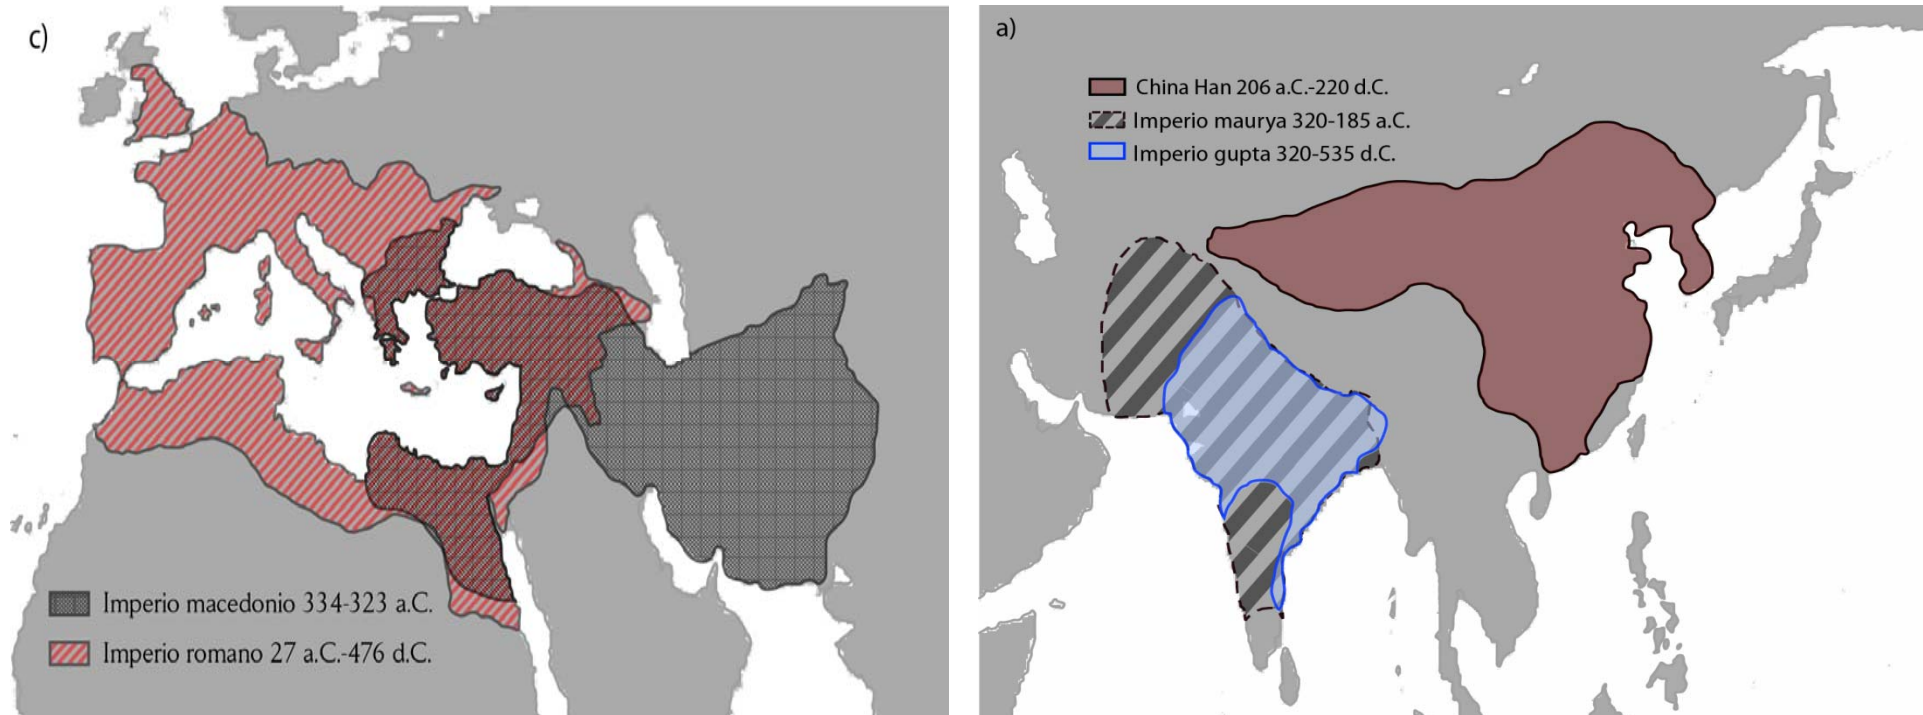 c)
Imperio macedonio 334-323 a.C.
Imperio romano 27 a.C.-476 d.C.
a)
China Han 206 a.C.-220 d.C.
Imperio maurya 320-185 a.C.
Imperio gupta 320-535 d.C.